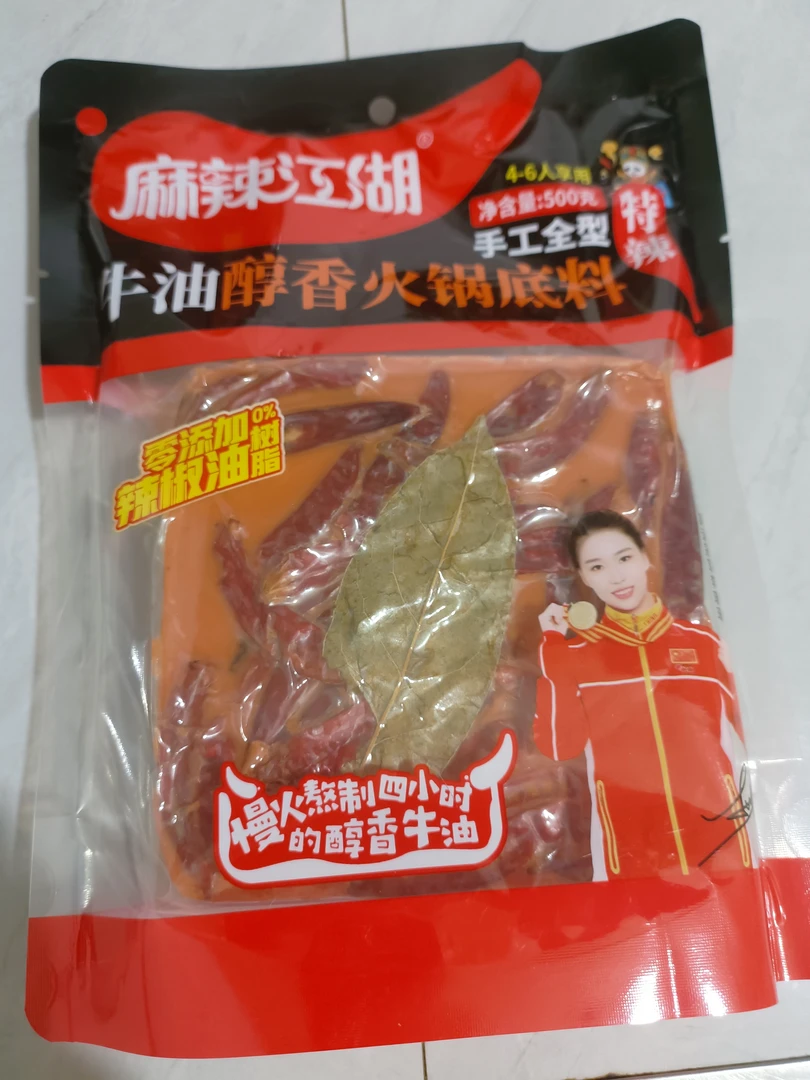 麻辣江湖®
4-6人享用
净含量:500克
手工全型
特辣
牛油醇香火锅底料
零添加
辣椒油
0%
树脂
慢火熬制四小时
的醇香牛油